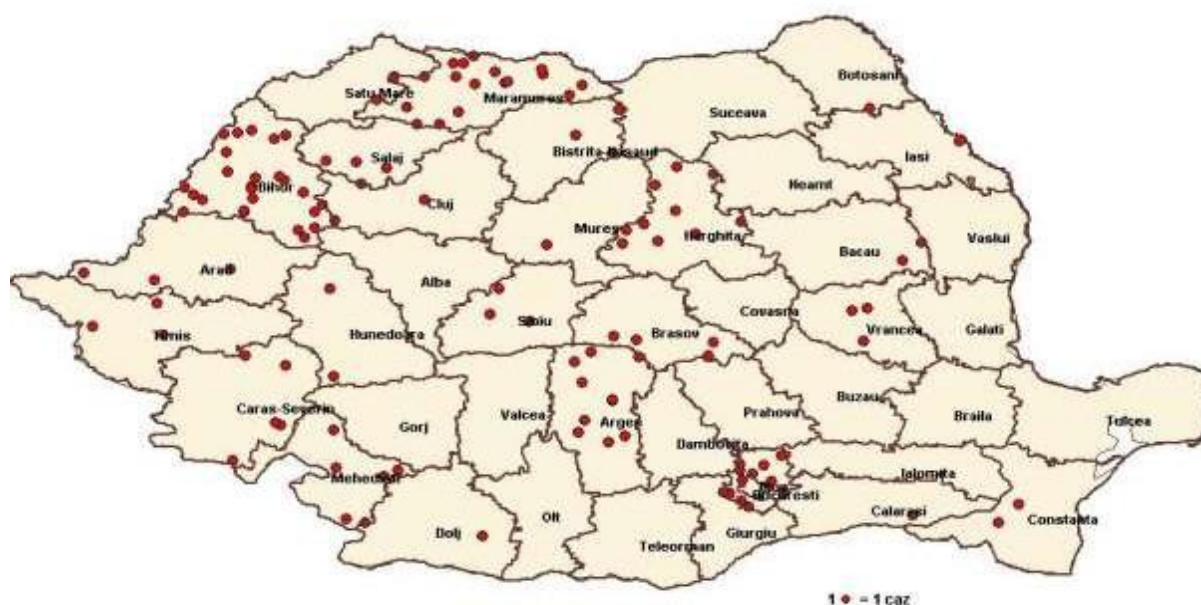 Botosani
Satu Mare
Maramures
Suceava
Iasi
Salaj
Bistrita-Nasaud
Neamt
Bihor
Cluj
Mures
Harghita
Bacau
Vaslui
Arad
Alba
Timis
Hunedoara
Sibiu
Brasov
Covasna
Vrancea
Galati
Caras-Severin
Gorj
Valcea
Arges
Prahova
Buzau
Braila
Tulcea
Dambovita
Mehedinti
Ialomita
Bucuresti
Calarasi
Constanta
Dolj
Olt
Teleorman
Giurgiu
1 = 1 caz